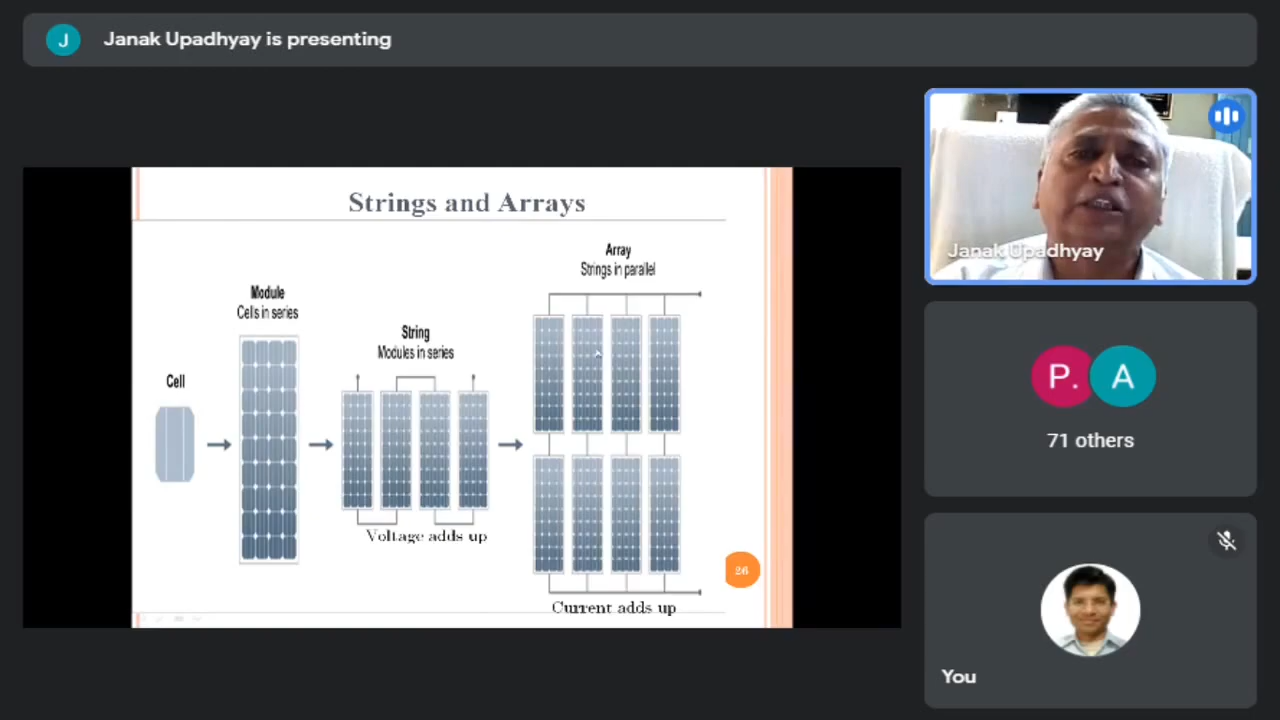 J
Janak Upadhyay is presenting
Strings and Arrays
Array
Strings in parallel
Module
Cells in series
String
Modules in series
Cell
Voltage adds up
26
Current adds up
Janak Upadhyay
P.
A
71 others
You